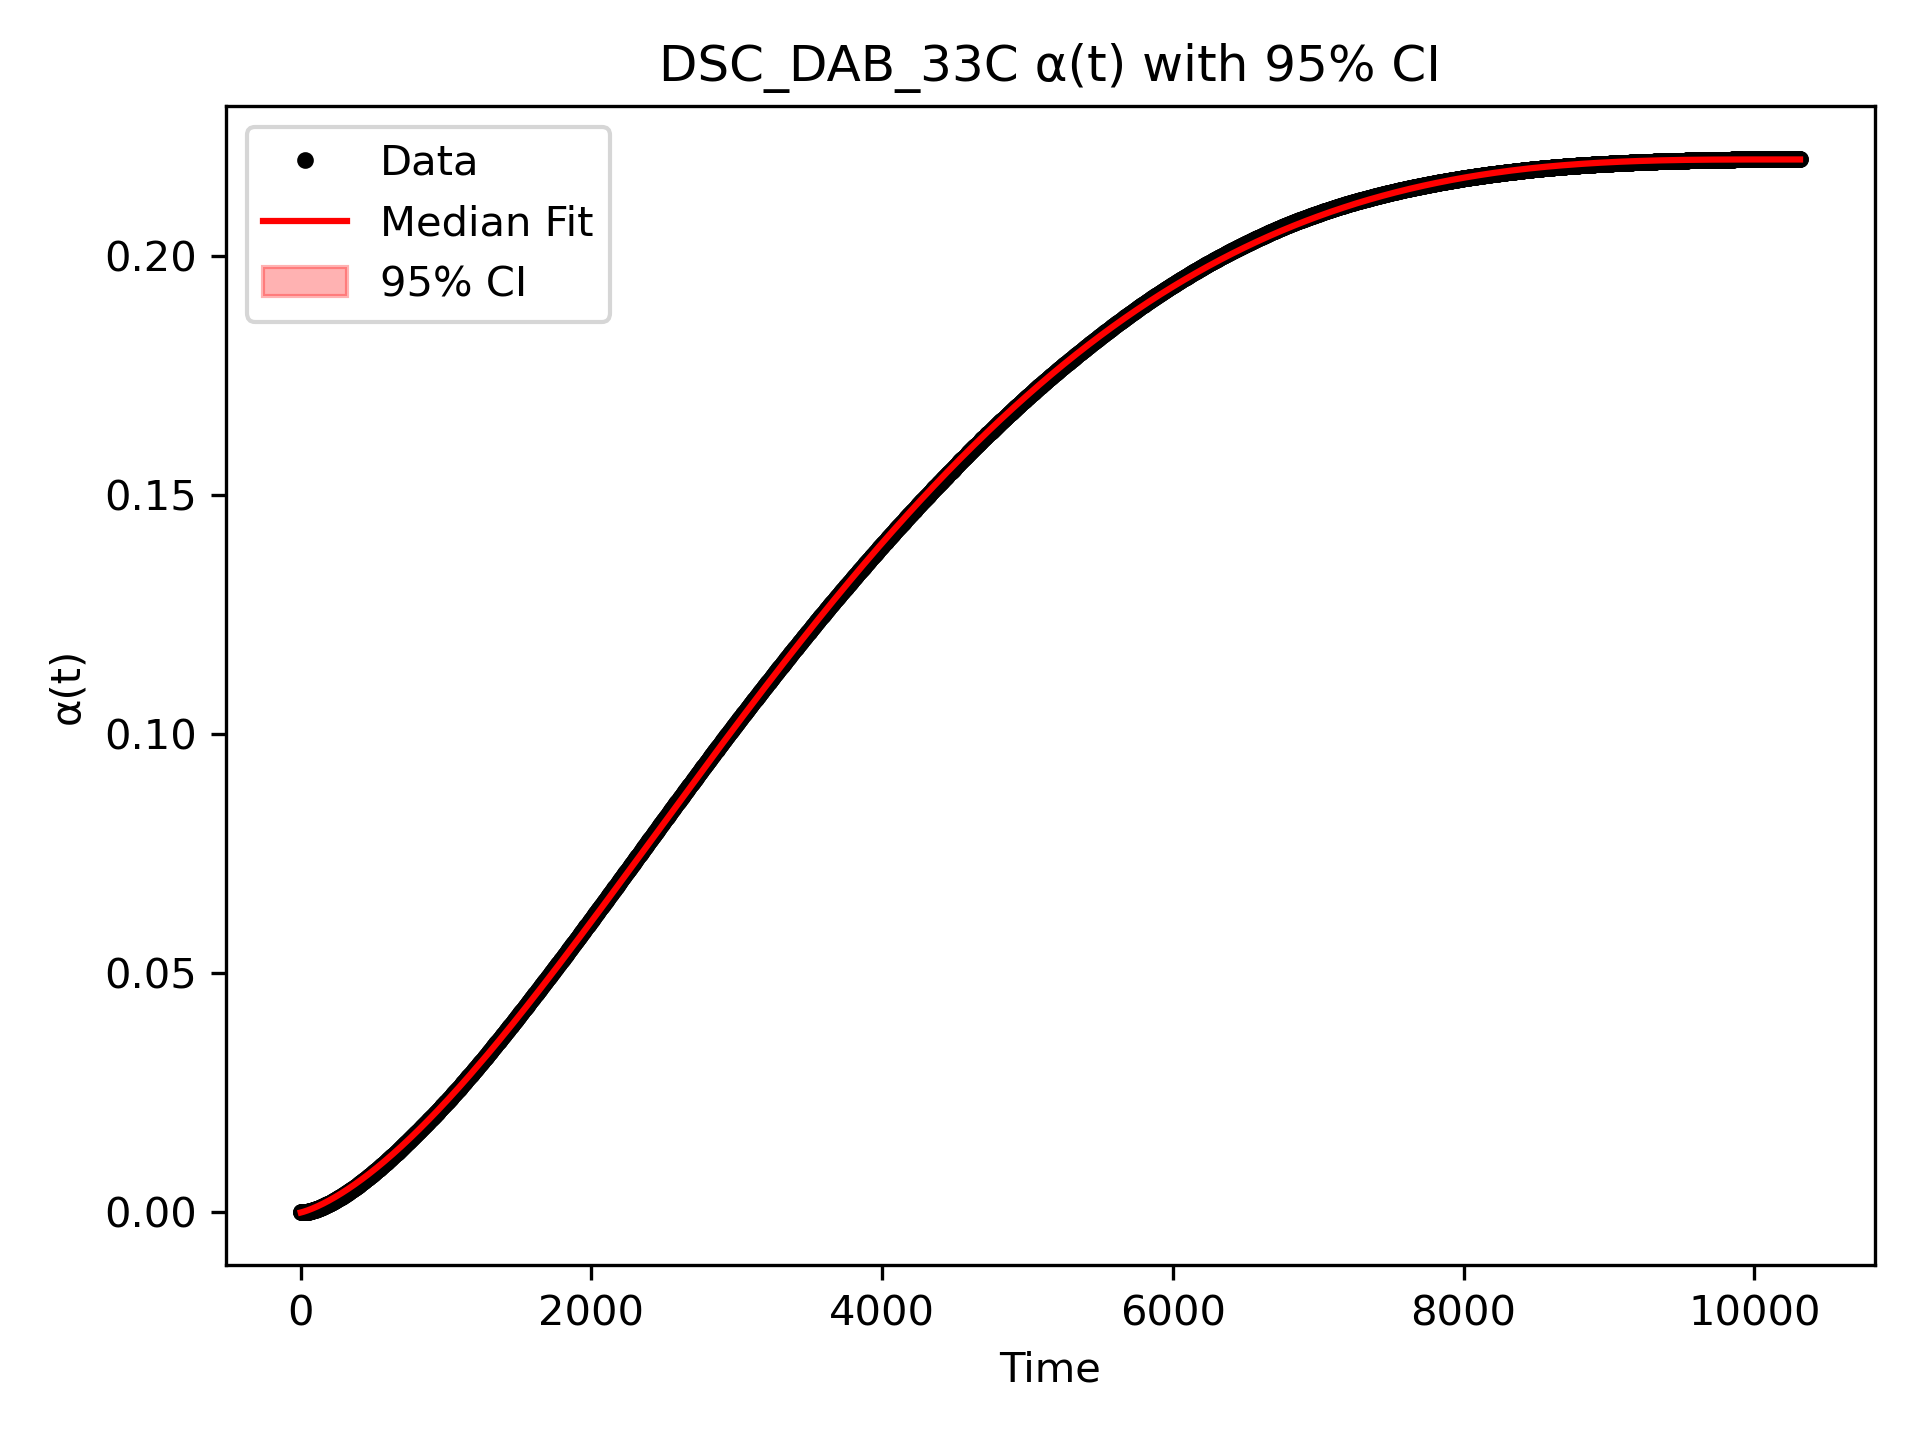 DSC_DAB_33C α(t) with 95% CI
Data
Median Fit
95% CI
α(t)
0.20
0.15
0.10
0.05
0.00
0 2000 4000 6000 8000 10000
Time